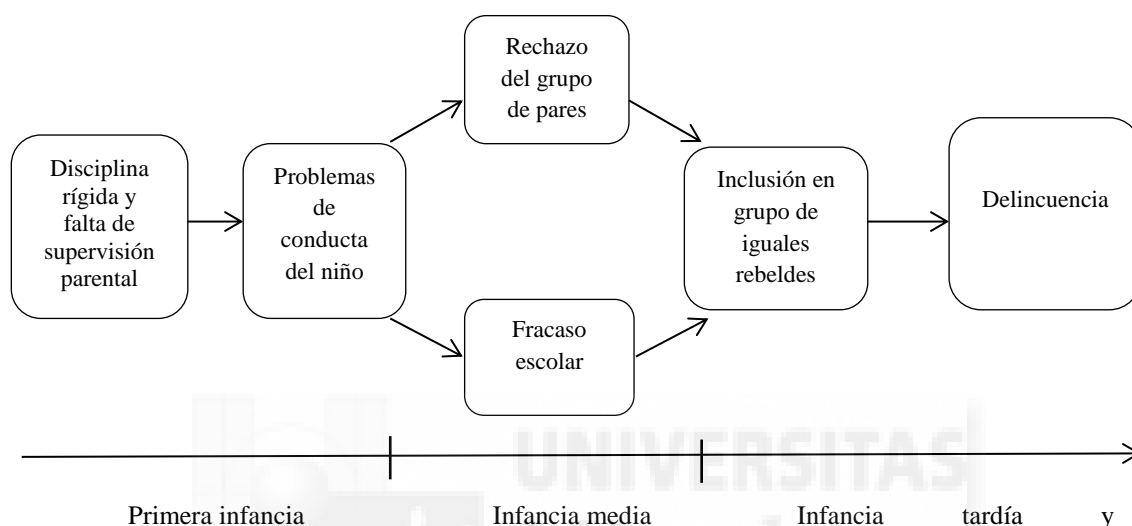 Disciplina
rígida y
falta de
supervisión
parental
Problemas
de
conducta
del niño
Rechazo
del grupo
de pares
Fracaso
escolar
Inclusión en
grupo de
iguales
rebeldes
Delincuencia
UNIVERSITAS
Primera infancia
Infancia media
Infancia tardía y